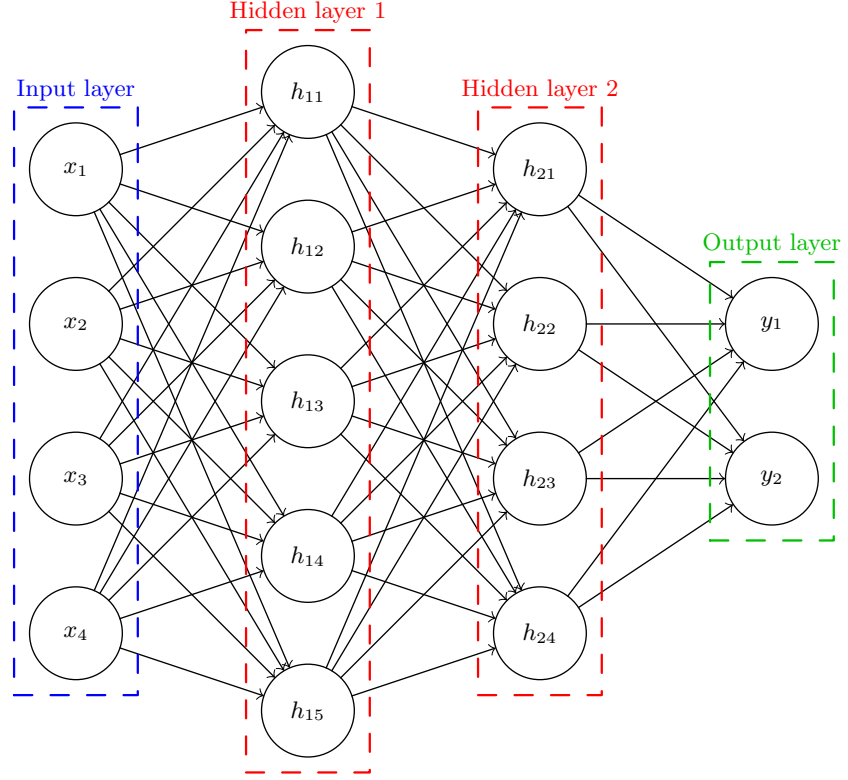 Hidden layer 1
Input layer
Hidden layer 2
Output layer
x₁
x₂
x₃
x₄
h₁₁
h₁₂
h₁₃
h₁₄
h₁₅
h₂₁
h₂₂
h₂₃
h₂₄
y₁
y₂